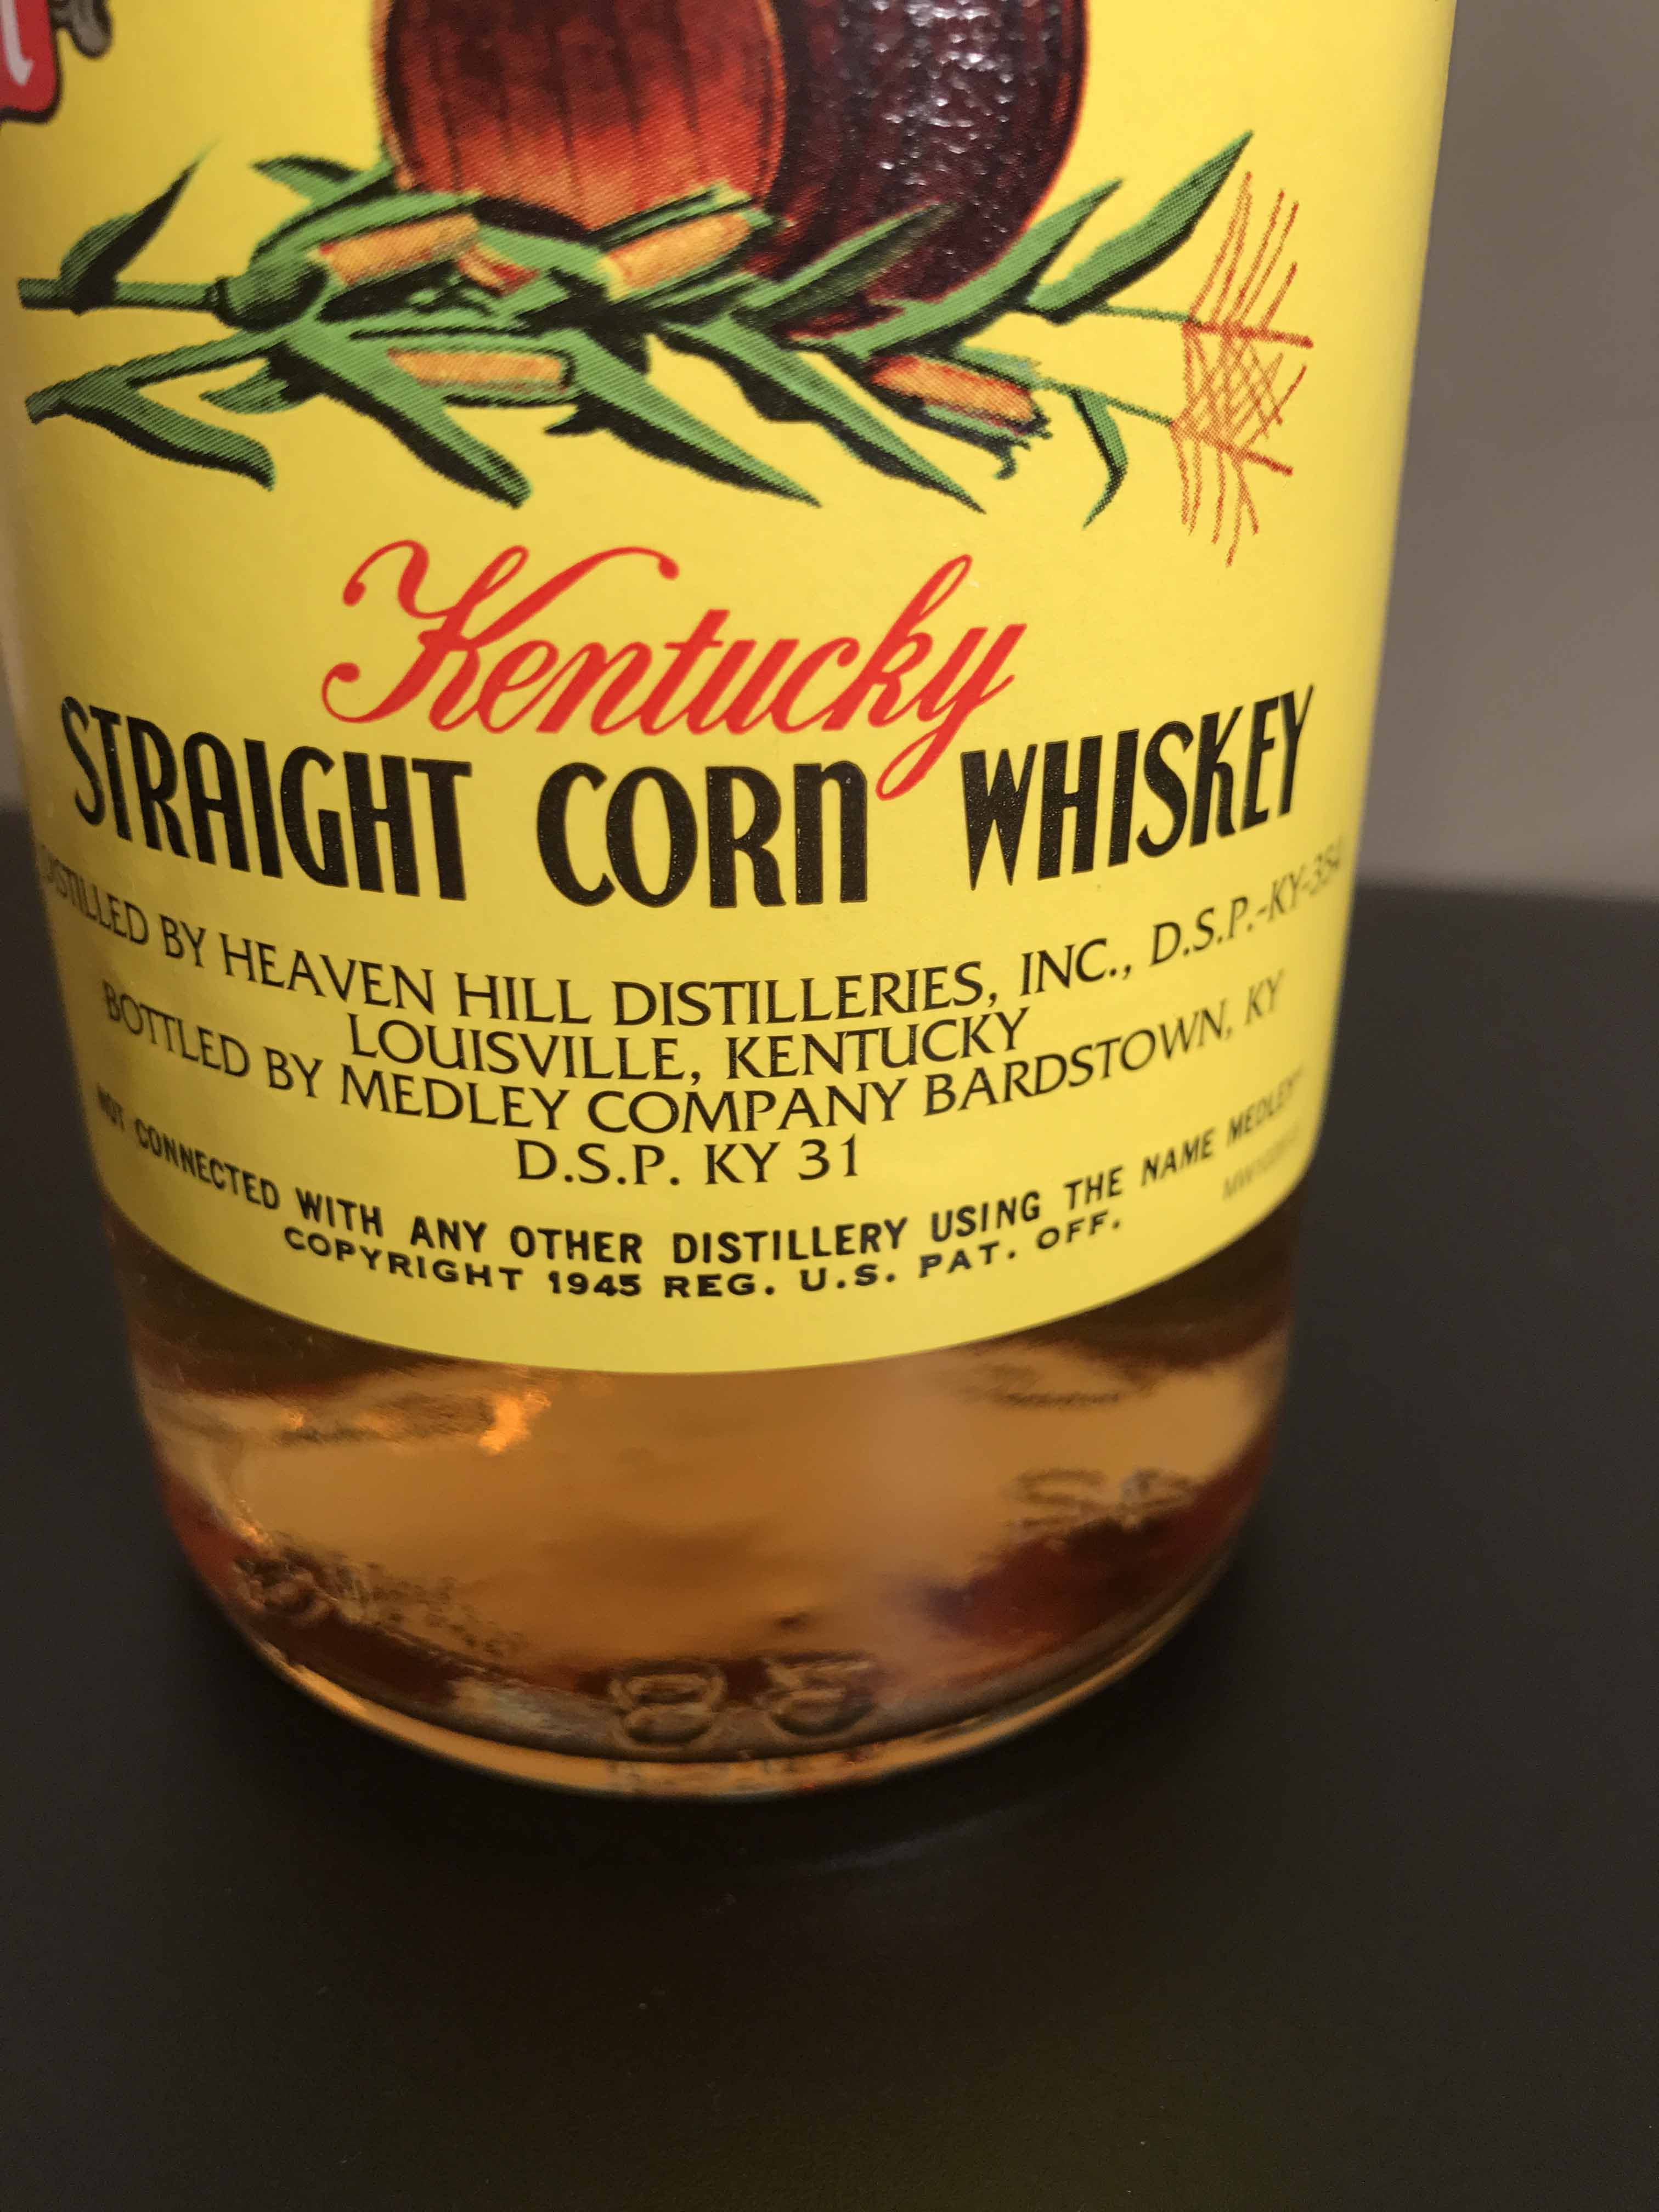 Kentucky
STRAIGHT CORN WHISKEY
DISTILLED BY HEAVEN HILL DISTILLERIES, INC., D.S.P.-KY-354
LOUISVILLE, KENTUCKY
BOTTLED BY MEDLEY COMPANY BARDSTOWN, KY
D.S.P. KY 31
NOT CONNECTED WITH ANY OTHER DISTILLERY USING THE NAME MEDLEY"
COPYRIGHT 1945 REG. U.S. PAT. OFF.